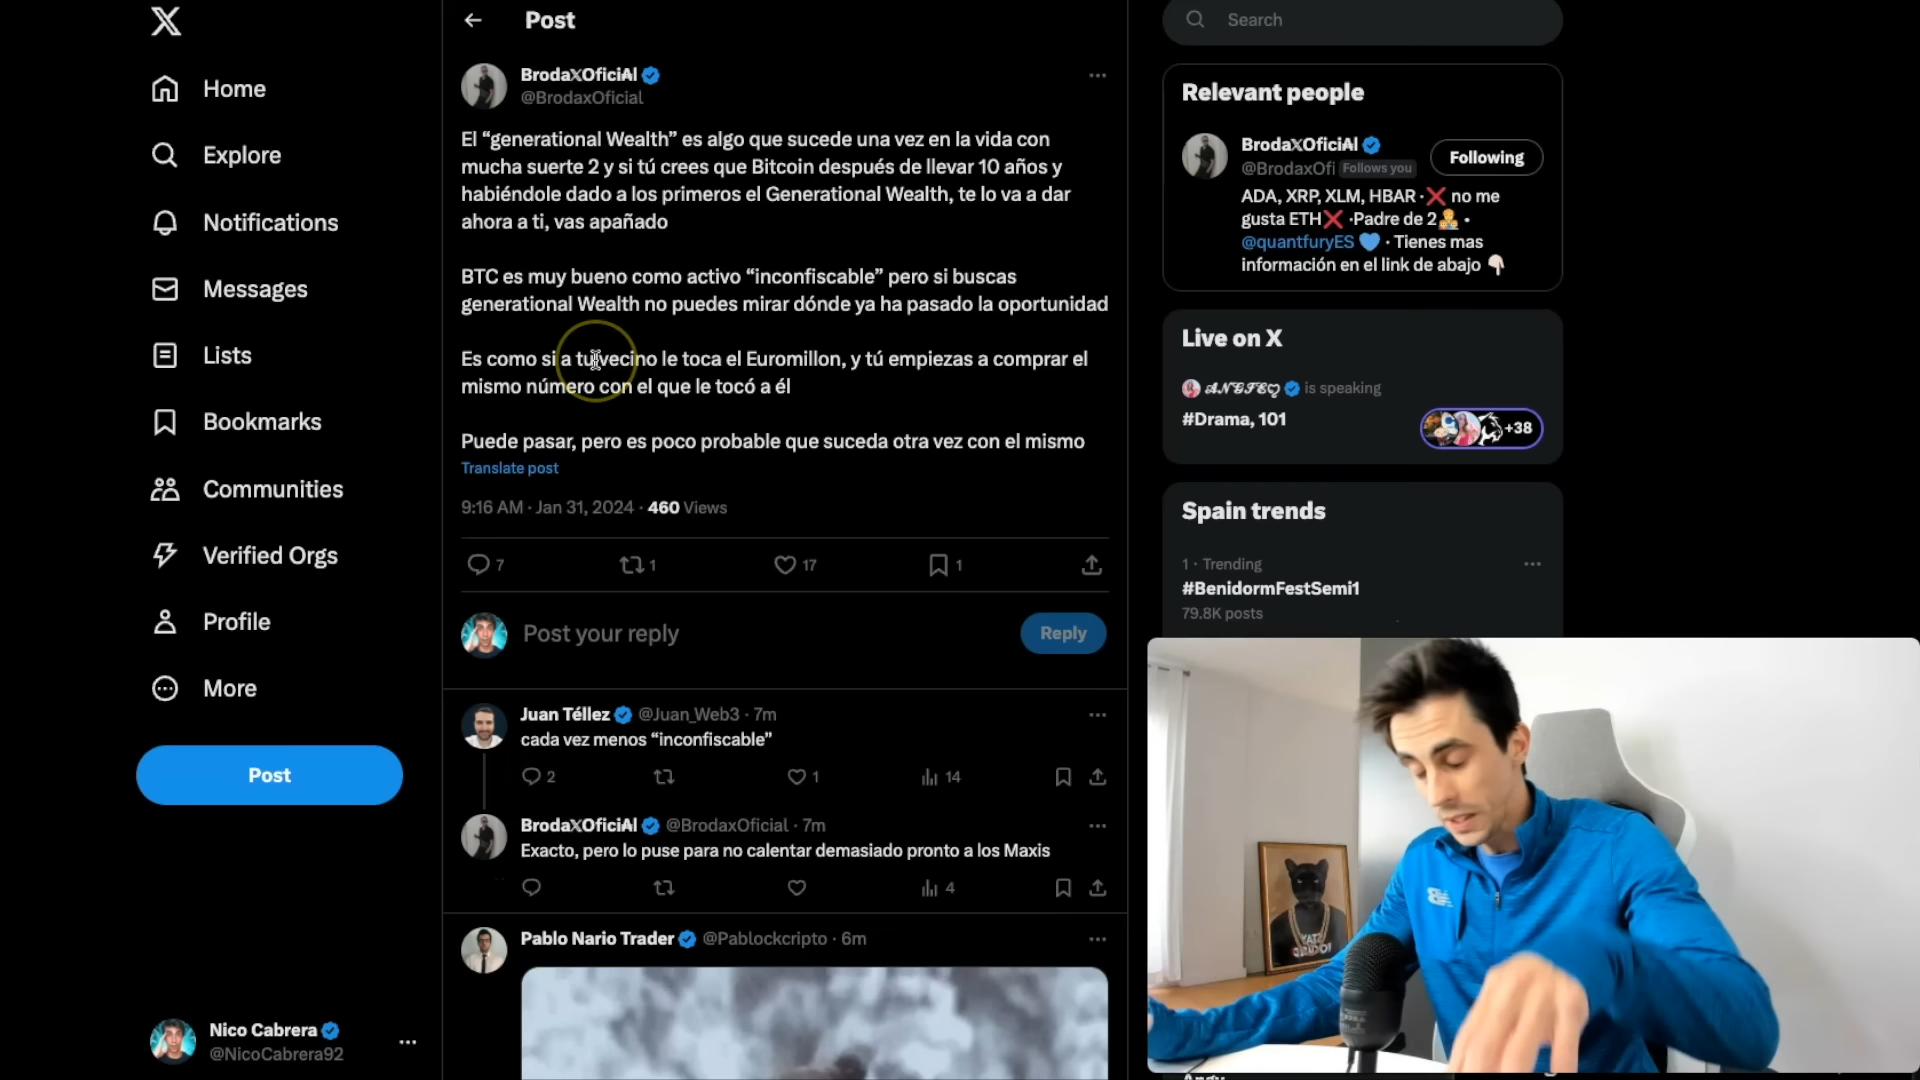 Home
Explore
Notifications
Messages
Lists
Bookmarks
Communities
Verified Orgs
Profile
More
Post
Nico Cabrera
@NicoCabrera92
Post
Broda𝕏OficiAl
@BrodaxOficial
El “generational Wealth” es algo que sucede una vez en la vida con
mucha suerte 2 y si tú crees que Bitcoin después de llevar 10 años y
habiéndole dado a los primeros el Generational Wealth, te lo va a dar
ahora a ti, vas apañado
BTC es muy bueno como activo “inconfiscable” pero si buscas
generational Wealth no puedes mirar dónde ya ha pasado la oportunidad
Es como si a tu vecino le toca el Euromillon, y tú empiezas a comprar el
mismo número con el que le tocó a él
Puede pasar, pero es poco probable que suceda otra vez con el mismo
Translate post
9:16 AM · Jan 31, 2024 · 460 Views
7 1 17 1
Post your reply
Reply
Juan Téllez @Juan_Web3 · 7m
cada vez menos “inconfiscable”
2 1 14
Broda𝕏OficiAl @BrodaxOficial · 7m
Exacto, pero lo puse para no calentar demasiado pronto a los Maxis
4
Pablo Nario Trader @Pablockcripto · 6m
Search
Relevant people
Broda𝕏OficiAl
@BrodaxOfi Follows you
Following
ADA, XRP, XLM, HBAR ·❌ no me
gusta ETH❌ ·Padre de 2 •
@quantfuryES 💙 · Tienes mas
información en el link de abajo 👇🏻
Live on X
is speaking
#Drama, 101
+38
Spain trends
1 · Trending
#BenidormFestSemi1
79.8K posts